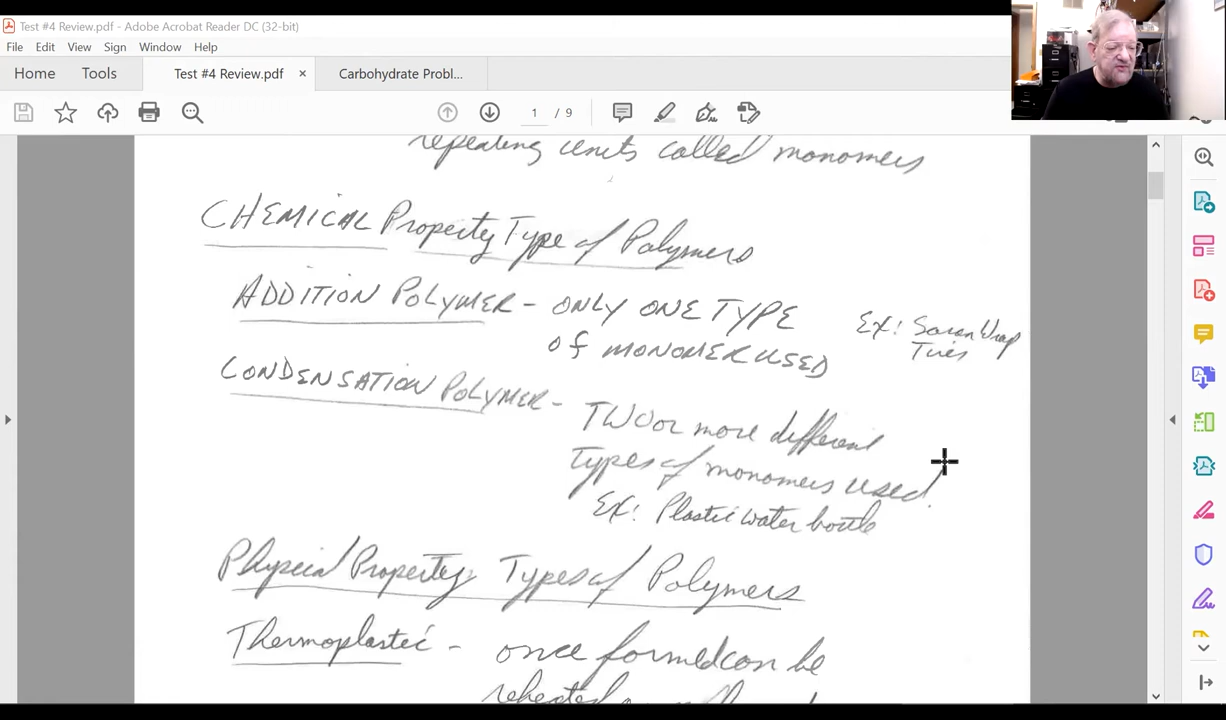 Test #4 Review.pdf - Adobe Acrobat Reader DC (32-bit)
File Edit View Sign Window Help
Home Tools Test #4 Review.pdf × Carbohydrate Probl...
1 / 9
repeating units called monomers
CHEMICAL Property Type of Polymers
ADDITION POLYMER - ONLY ONE TYPE
of MONOMER USED
EX: Saran Wrap
Tires
CONDENSATION POLYMER -
TWO or more different
Types of monomers used.
EX: Plastic water bottle
Physical Property Types of Polymers
Thermoplastic - once formed can be
reheated